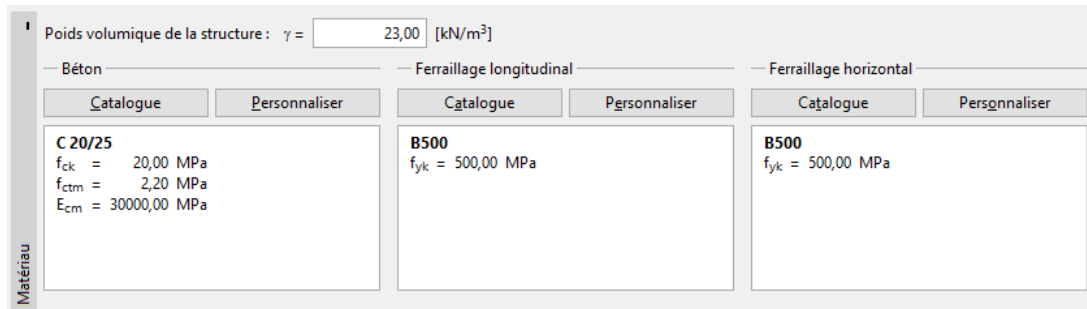 Poids volumique de la structure : γ = 23,00 [kN/m³]
Béton
Catalogue Personnaliser
C 20/25
fck = 20,00 MPa
fctm = 2,20 MPa
Ecm = 30000,00 MPa
Ferraillage longitudinal
Catalogue Personnaliser
B500
fyk = 500,00 MPa
Ferraillage horizontal
Catalogue Personnaliser
B500
fyk = 500,00 MPa
Matériau